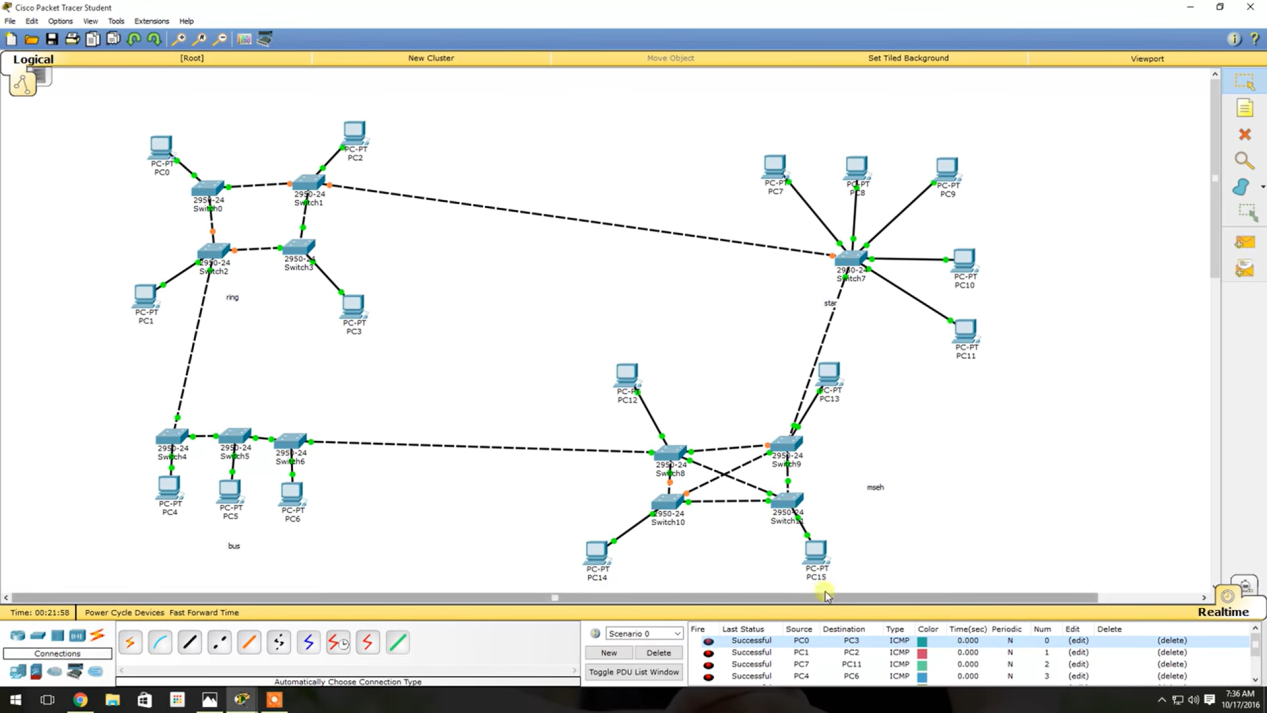 Cisco Packet Tracer Student
File Edit Options View Tools Extensions Help
Logical [Root] New Cluster Move Object Set Tiled Background Viewport
PC-PT
PC0
PC-PT
PC2
2950-24
Switch0
2950-24
Switch1
2950-24
Switch2
2950-24
Switch3
PC-PT
PC1
ring
PC-PT
PC3
PC-PT
PC7
PC-PT
PC8
PC-PT
PC9
2950-24
Switch7
PC-PT
PC10
star
PC-PT
PC11
PC-PT
PC12
PC-PT
PC13
2950-24
Switch4
2950-24
Switch5
2950-24
Switch6
PC-PT
PC4
PC-PT
PC5
PC-PT
PC6
bus
2950-24
Switch8
2950-24
Switch9
mseh
2950-24
Switch10
2950-24
PC-PT
PC14
PC-PT
PC15
Time: 00:21:58 Power Cycle Devices Fast Forward Time Realtime
Connections
Automatically Choose Connection Type
Scenario 0
New Delete
Toggle PDU List Window
Fire Last Status Source Destination Type Color Time(sec) Periodic Num Edit Delete
Successful PC0 PC3 ICMP 0.000 N 0 (edit) (delete)
Successful PC1 PC2 ICMP 0.000 N 1 (edit) (delete)
Successful PC7 PC11 ICMP 0.000 N 2 (edit) (delete)
Successful PC4 PC6 ICMP 0.000 N 3 (edit) (delete)
7:36 AM
10/17/2016